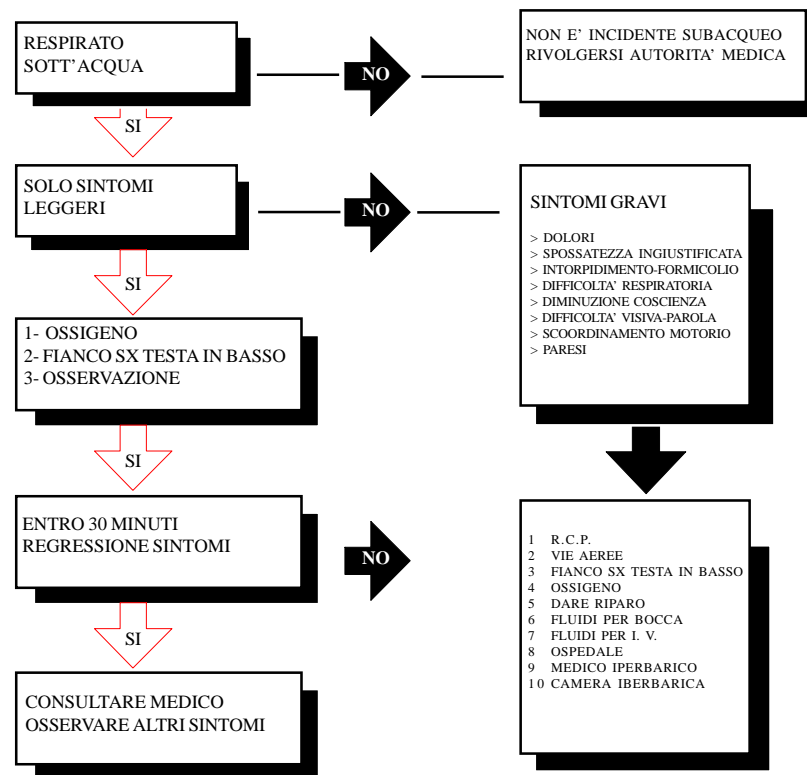 RESPIRATO
SOTT'ACQUA
NO
NON E' INCIDENTE SUBACQUEO
RIVOLGERSI AUTORITA' MEDICA
SI
SOLO SINTOMI
LEGGERI
NO
SINTOMI GRAVI
> DOLORI
> SPOSSATEZZA INGIUSTIFICATA
> INTORPIDIMENTO-FORMICOLIO
> DIFFICOLTA' RESPIRATORIA
> DIMINUZIONE COSCIENZA
> DIFFICOLTA' VISIVA-PAROLA
> SCOORDINAMENTO MOTORIO
> PARESI
SI
1- OSSIGENO
2- FIANCO SX TESTA IN BASSO
3- OSSERVAZIONE
SI
ENTRO 30 MINUTI
REGRESSIONE SINTOMI
NO
1 R.C.P.
2 VIE AEREE
3 FIANCO SX TESTA IN BASSO
4 OSSIGENO
5 DARE RIPARO
6 FLUIDI PER BOCCA
7 FLUIDI PER I. V.
8 OSPEDALE
9 MEDICO IPERBARICO
10 CAMERA IBERBARICA
SI
CONSULTARE MEDICO
OSSERVARE ALTRI SINTOMI